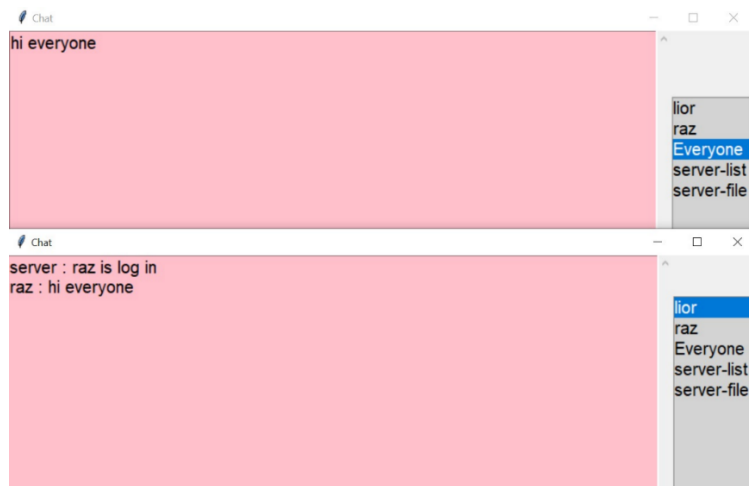 Chat
hi everyone
lior
raz
Everyone
server-list
server-file
Chat
server : raz is log in
raz : hi everyone
lior
raz
Everyone
server-list
server-file